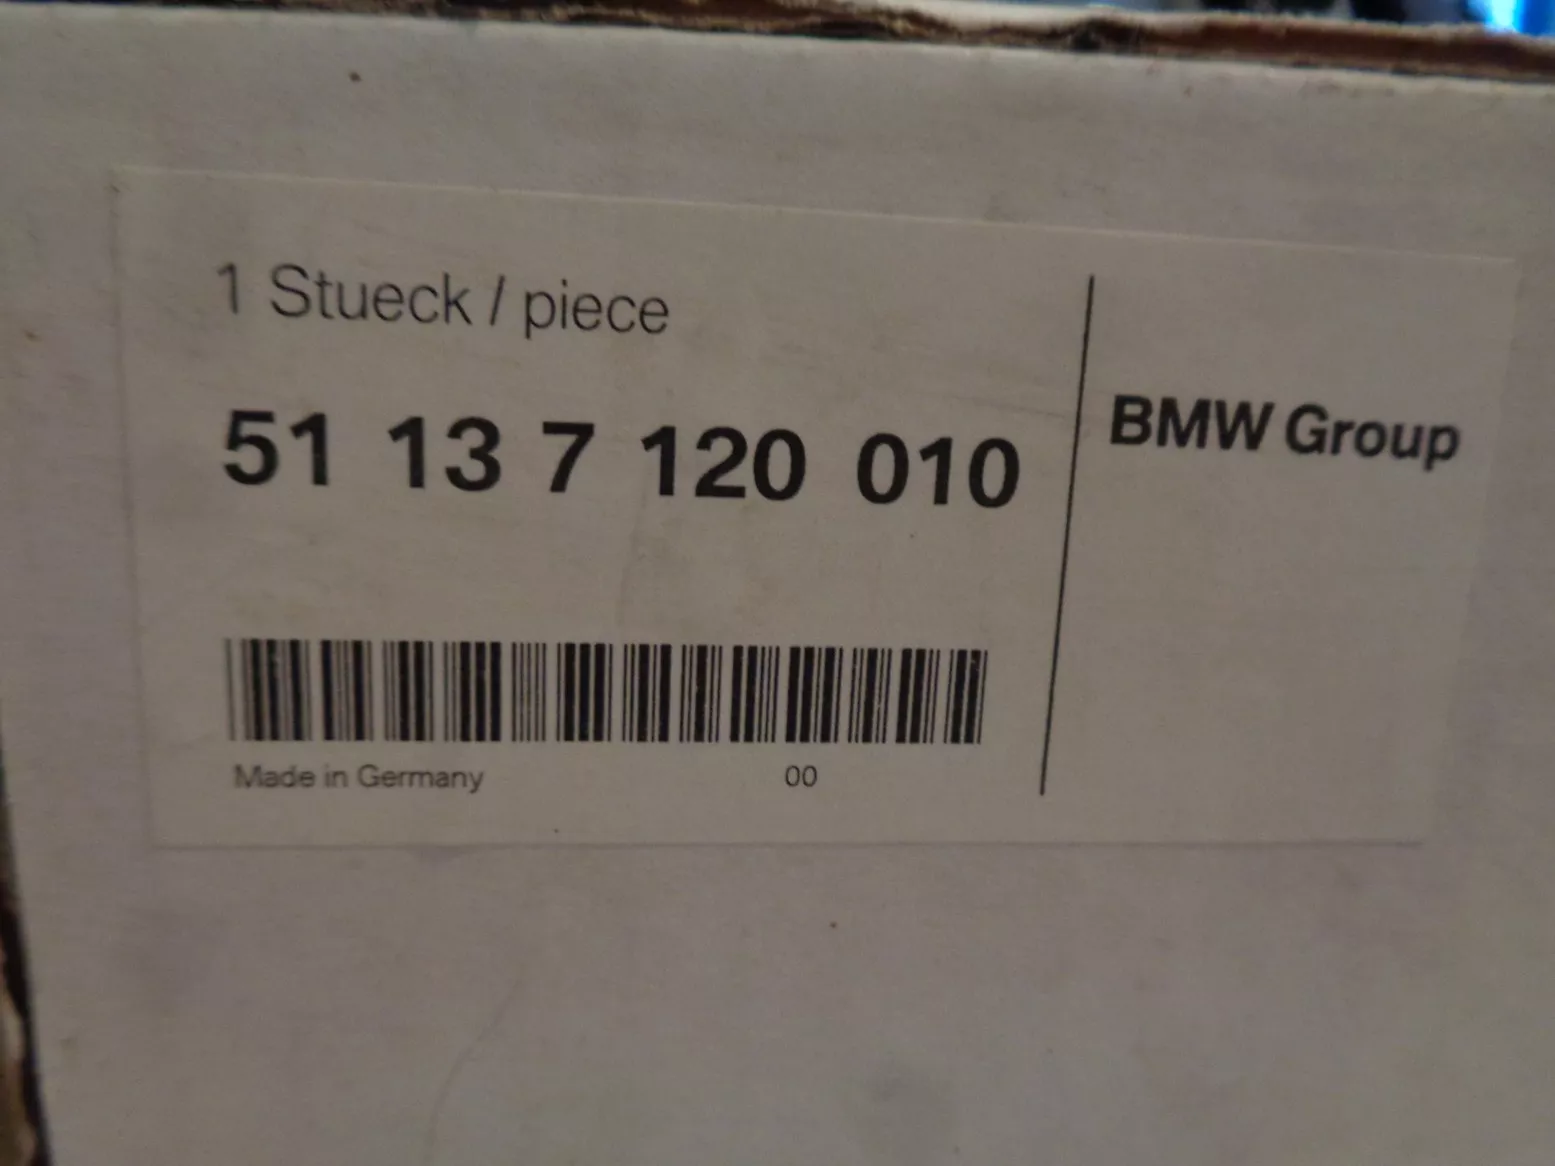 1 Stueck / piece
51 13 7 120 010
BMW Group
Made in Germany
00